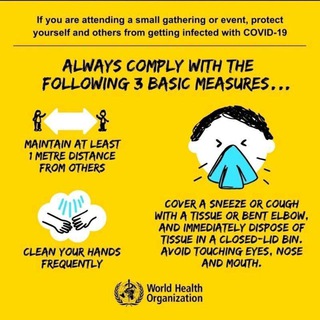 If you are attending a small gathering or event, protect
yourself and others from getting infected with COVID-19
ALWAYS COMPLY WITH THE
FOLLOWING 3 BASIC MEASURES...
MAINTAIN AT LEAST
1 METRE DISTANCE
FROM OTHERS
CLEAN YOUR HANDS
FREQUENTLY
COVER A SNEEZE OR COUGH
WITH A TISSUE OR BENT ELBOW,
AND IMMEDIATELY DISPOSE OF
TISSUE IN A CLOSED-LID BIN.
AVOID TOUCHING EYES, NOSE
AND MOUTH.
World Health
Organization